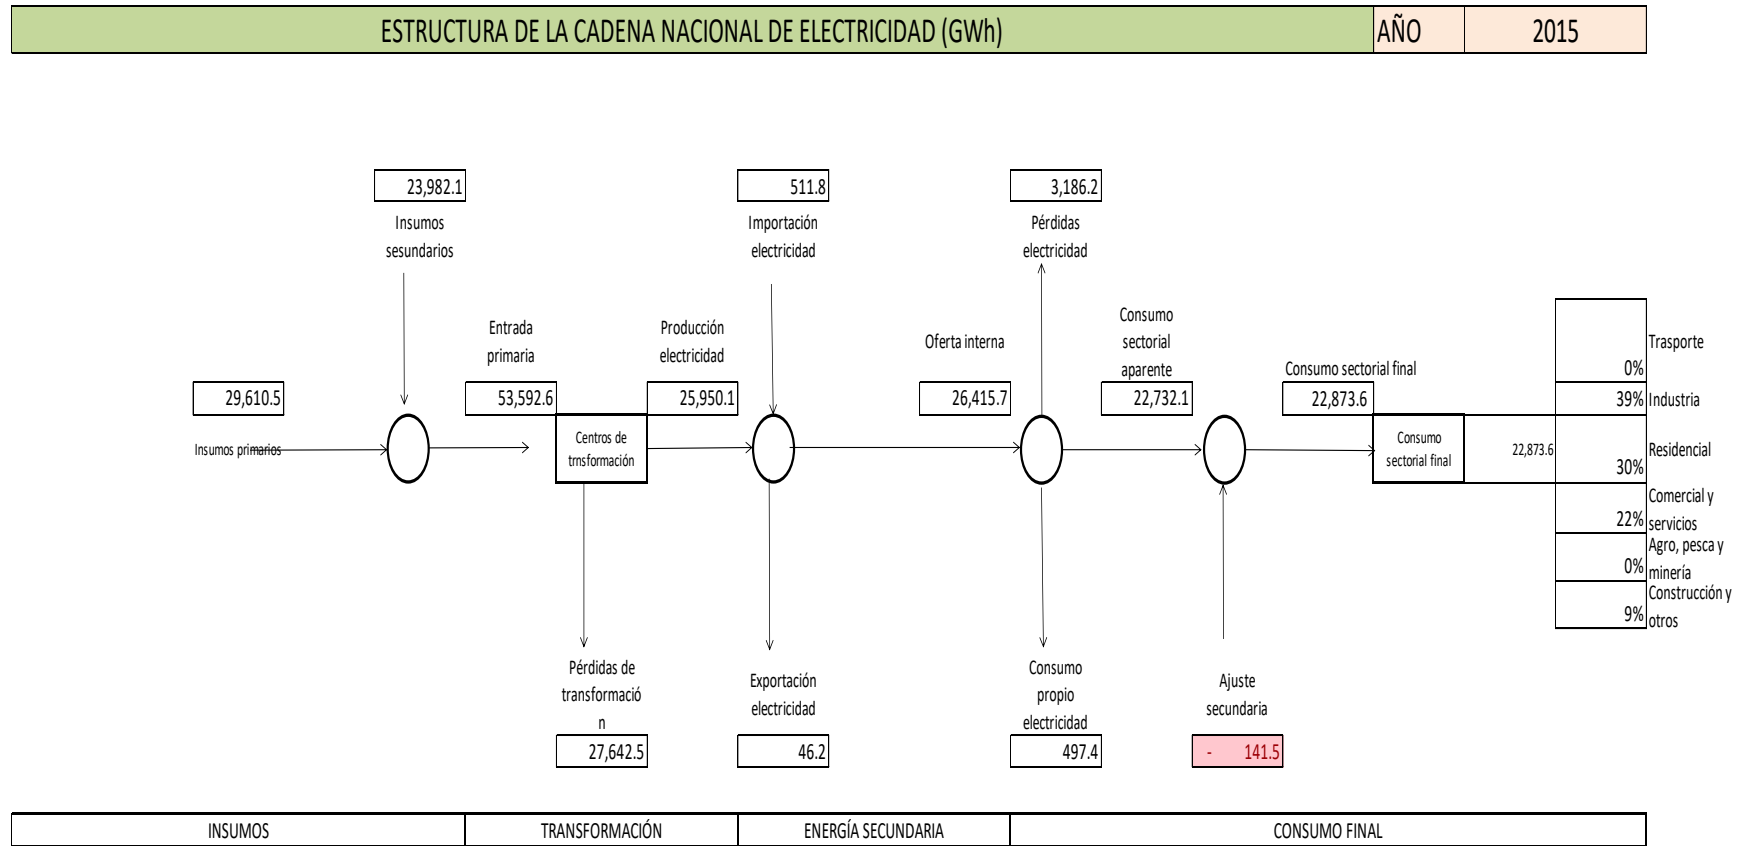 ESTRUCTURA DE LA CADENA NACIONAL DE ELECTRICIDAD (GWh)
AÑO
2015
23,982.1
511.8
3,186.2
Insumos
sesundarios
Importación
electricidad
Pérdidas
electricidad
Entrada
primaria
Producción
electricidad
Oferta interna
Consumo
sectorial
aparente
Consumo sectorial final
Trasporte
0%
29,610.5
53,592.6
25,950.1
26,415.7
22,732.1
22,873.6
39%
Industria
Insumos primarios
Centros de
trnsformación
Consumo
sectorial final
22,873.6
Residencial
30%
Comercial y
servicios
22%
Agro, pesca y
minería
0%
Construcción y
otros
9%
Pérdidas de
transformació
n
Exportación
electricidad
Consumo
propio
electricidad
Ajuste
secundaria
27,642.5
46.2
497.4
- 141.5
INSUMOS
TRANSFORMACIÓN
ENERGÍA SECUNDARIA
CONSUMO FINAL